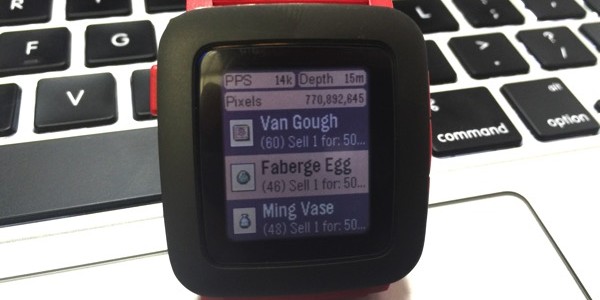 F
G
V
> .
? /
command
alt
option
PPS 14k Depth 15m
Pixels 770,892,645
Van Gough
(60) Sell 1 for: 50...
Faberge Egg
(46) Sell 1 for: 50...
Ming Vase
(48) Sell 1 for: 50...